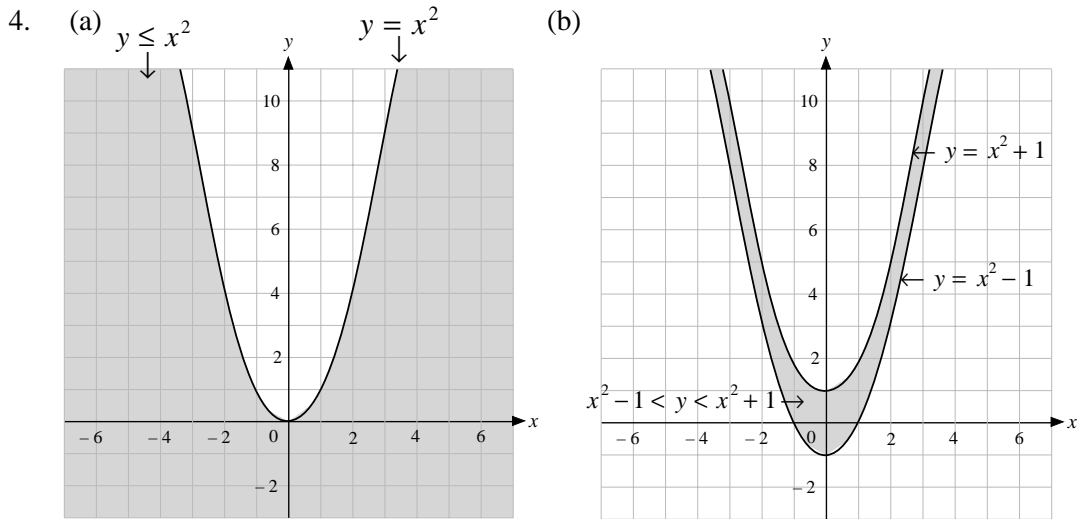 4. (a) (b)
y ≤ x² y = x²
y
10
8
6
4
2
– 6 – 4 – 2 0 2 4 6 x
– 2
y
10
8
y = x² + 1
6
4
y = x² – 1
2
x² – 1 < y < x² + 1
– 6 – 4 – 2 0 2 4 6 x
– 2